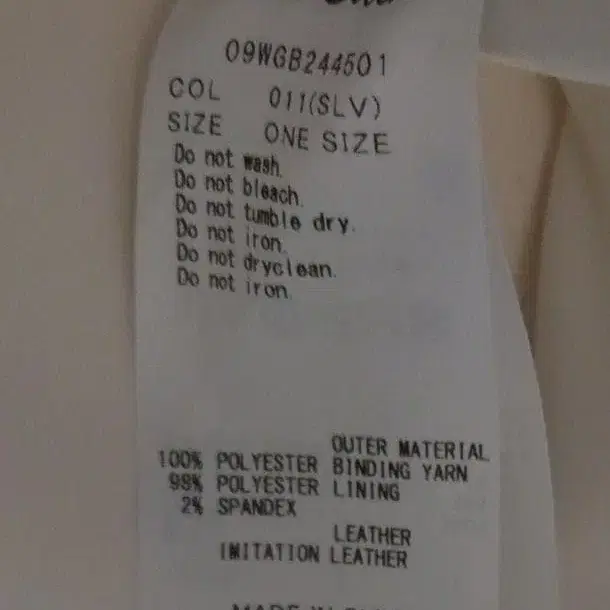 09WGB244501
COL 011(SLV)
SIZE ONE SIZE
Do not wash.
Do not bleach.
Do not tumble dry.
Do not iron.
Do not dryclean.
Do not iron.
OUTER MATERIAL
100% POLYESTER BINDING YARN
98% POLYESTER LINING
2% SPANDEX
LEATHER
IMITATION LEATHER
MADE IN